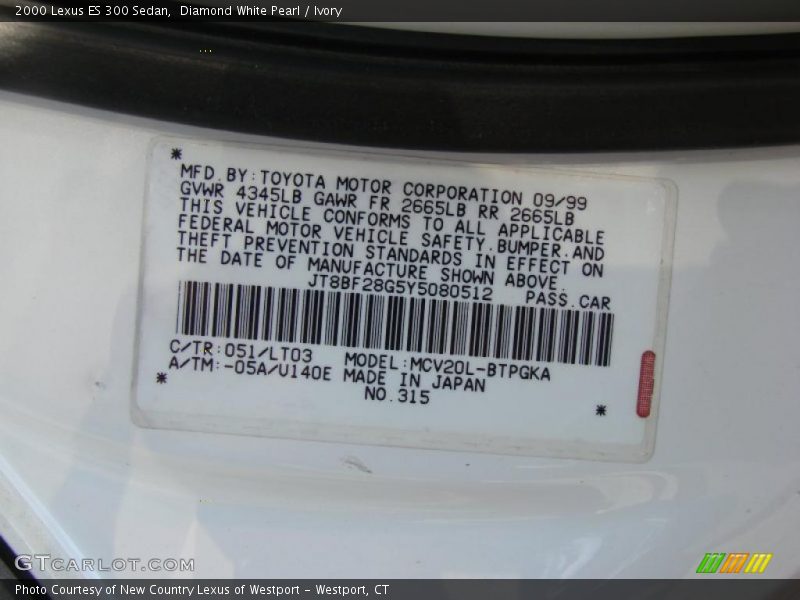 2000 Lexus ES 300 Sedan,  Diamond White Pearl / Ivory
* MFD.BY:TOYOTA MOTOR CORPORATION 09/99
GVWR 4345LB GAWR FR 2665LB RR 2665LB
THIS VEHICLE CONFORMS TO ALL APPLICABLE
FEDERAL MOTOR VEHICLE SAFETY.BUMPER.AND
THEFT PREVENTION STANDARDS IN EFFECT ON
THE DATE OF MANUFACTURE SHOWN ABOVE.
JT8BF28G5Y5080512 PASS.CAR
C/TR:051/LT03 MODEL:MCV20L-BTPGKA
A/TM:-05A/U140E MADE IN JAPAN
* NO.315 *
GTCARLOT.COM
Photo Courtesy of New Country Lexus of Westport - Westport, CT